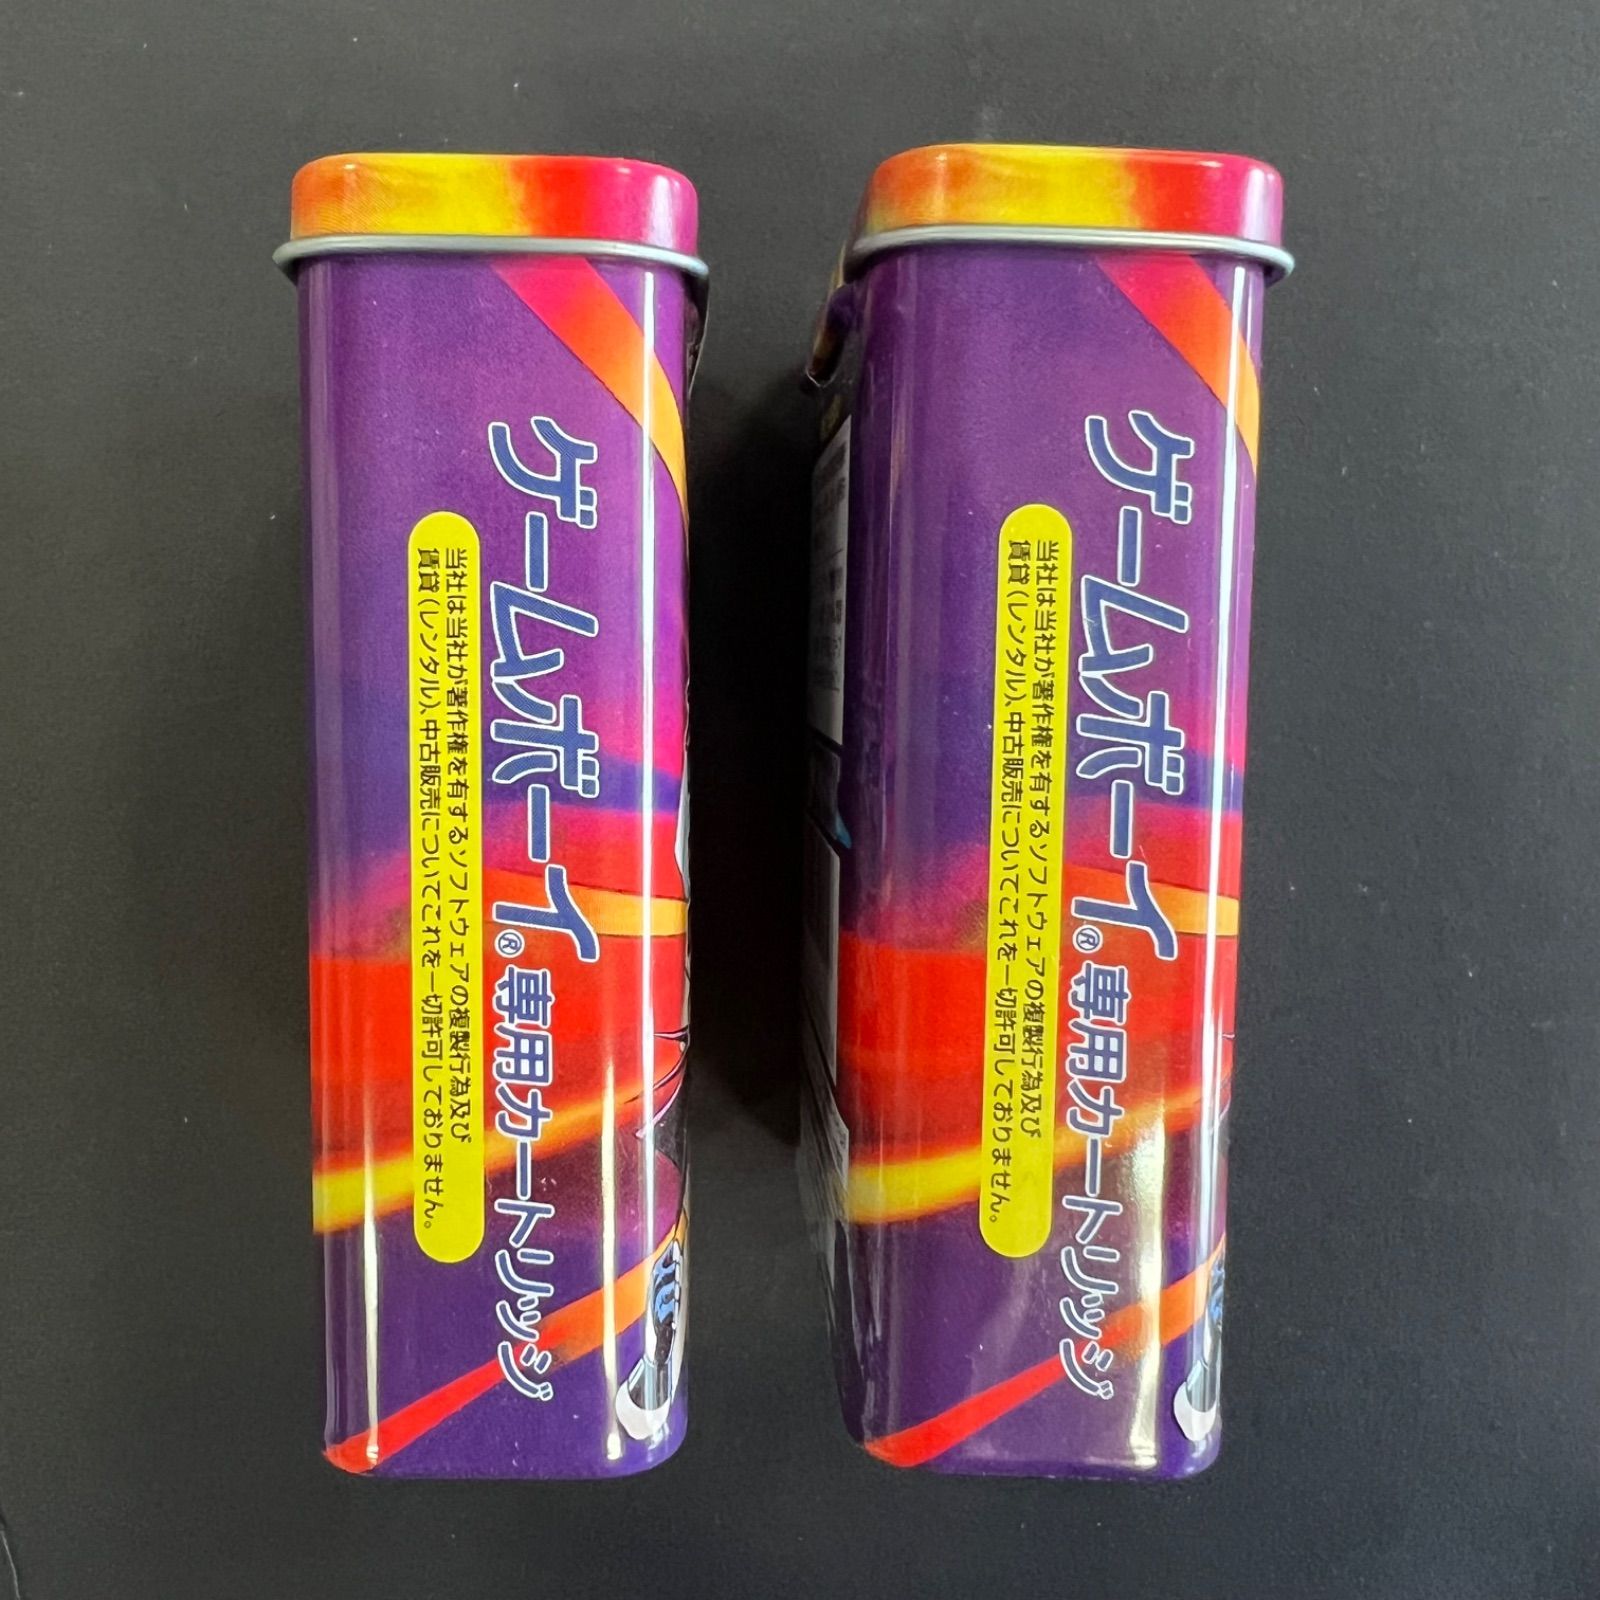 ゲームボーイ®専用カートリッジ
当社は当社が著作権を有するソフトウェアの複製行為及び
賃貸(レンタル)、中古販売についてこれを一切許可しておりません。
ゲームボーイ®専用カートリッジ
当社は当社が著作権を有するソフトウェアの複製行為及び
賃貸(レンタル)、中古販売についてこれを一切許可しておりません。